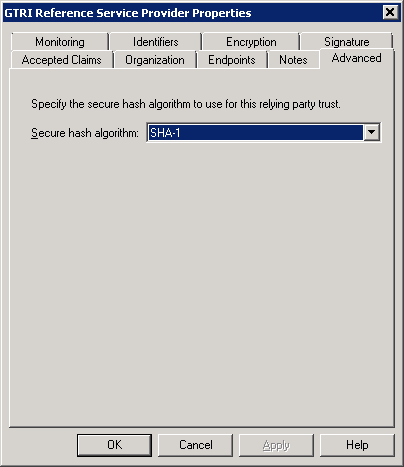 GTRI Reference Service Provider Properties
Monitoring Identifiers Encryption Signature
Accepted Claims Organization Endpoints Notes Advanced
Specify the secure hash algorithm to use for this relying party trust.
Secure hash algorithm: SHA-1
OK Cancel Apply Help